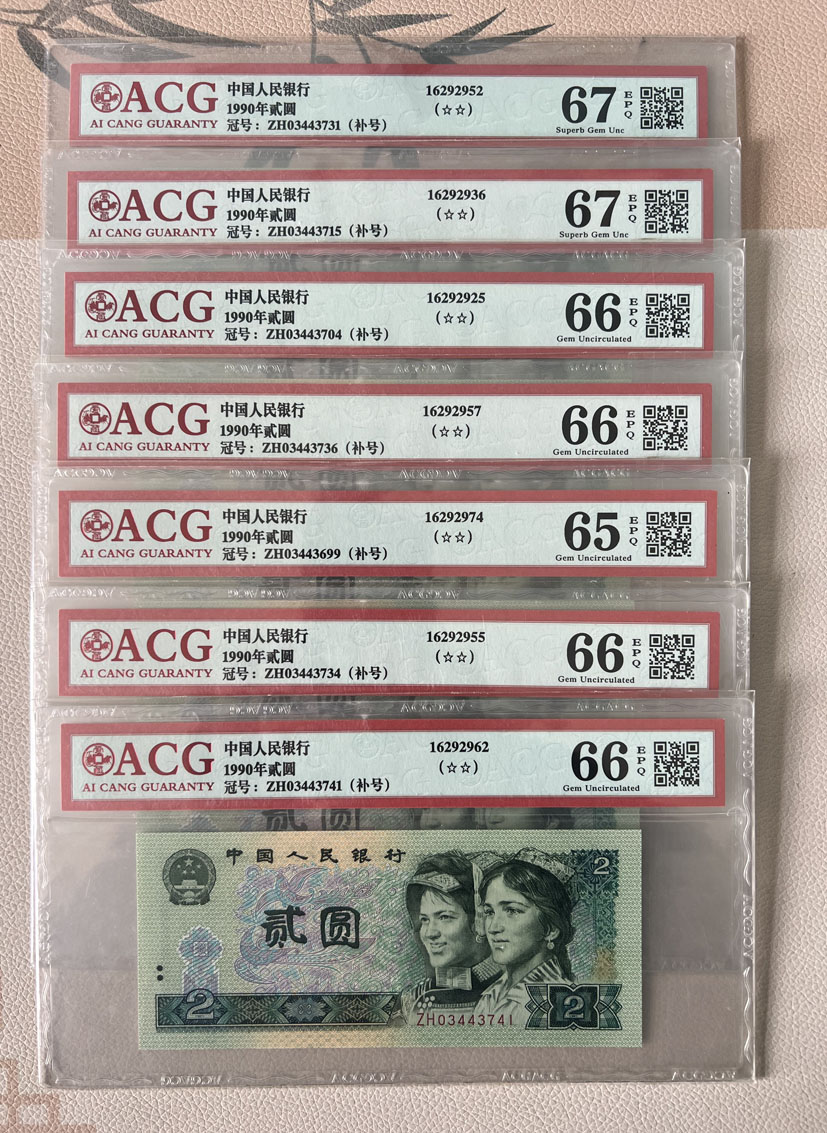 ACG
AI CANG GUARANTY
中国人民银行
1990年贰圆
冠号：ZH03443731（补号）
16292952
（☆☆）
67
EPQ
Superb Gem Unc
ACG
AI CANG GUARANTY
中国人民银行
1990年贰圆
冠号：ZH03443715（补号）
16292936
（☆☆）
67
EPQ
Superb Gem Unc
ACG
AI CANG GUARANTY
中国人民银行
1990年贰圆
冠号：ZH03443704（补号）
16292925
（☆☆）
66
EPQ
Gem Uncirculated
ACG
AI CANG GUARANTY
中国人民银行
1990年贰圆
冠号：ZH03443736（补号）
16292957
（☆☆）
66
EPQ
Gem Uncirculated
ACG
AI CANG GUARANTY
中国人民银行
1990年贰圆
冠号：ZH03443699（补号）
16292974
（☆☆）
65
EPQ
Gem Uncirculated
ACG
AI CANG GUARANTY
中国人民银行
1990年贰圆
冠号：ZH03443734（补号）
16292955
（☆☆）
66
EPQ
Gem Uncirculated
ACG
AI CANG GUARANTY
中国人民银行
1990年贰圆
冠号：ZH03443741（补号）
16292962
（☆☆）
66
EPQ
Gem Uncirculated
中国人民银行
2
贰圆
2
ZH03443741
2